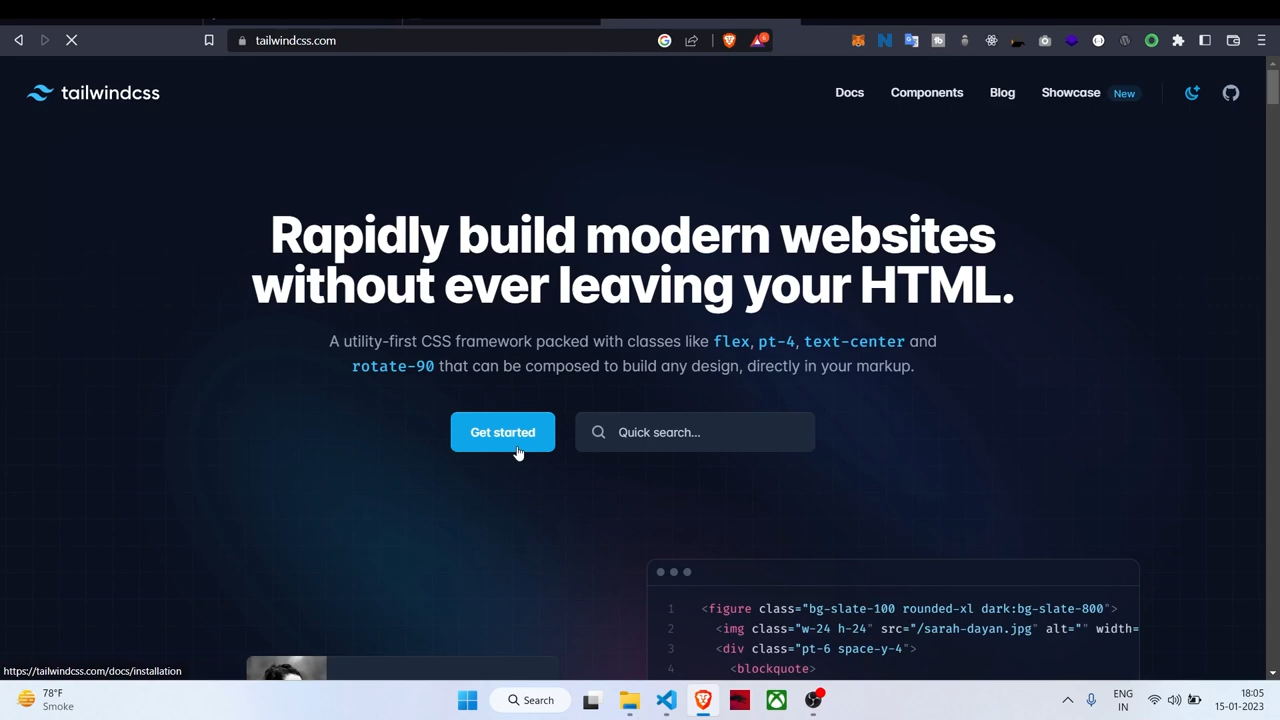 tailwindcss.com
6
tailwindcss
Docs
Components
Blog
Showcase
New
Rapidly build modern websites
without ever leaving your HTML.
A utility-first CSS framework packed with classes like flex, pt-4, text-center and
rotate-90 that can be composed to build any design, directly in your markup.
Get started
Quick search...
1 <figure class="bg-slate-100 rounded-xl dark:bg-slate-800">
2 <img class="w-24 h-24" src="/sarah-dayan.jpg" alt="" width=
3 <div class="pt-6 space-y-4">
4 <blockquote>
https://tailwindcss.com/docs/installation
78°F
Smoke
Search
ENG
IN
18:05
15-01-2023